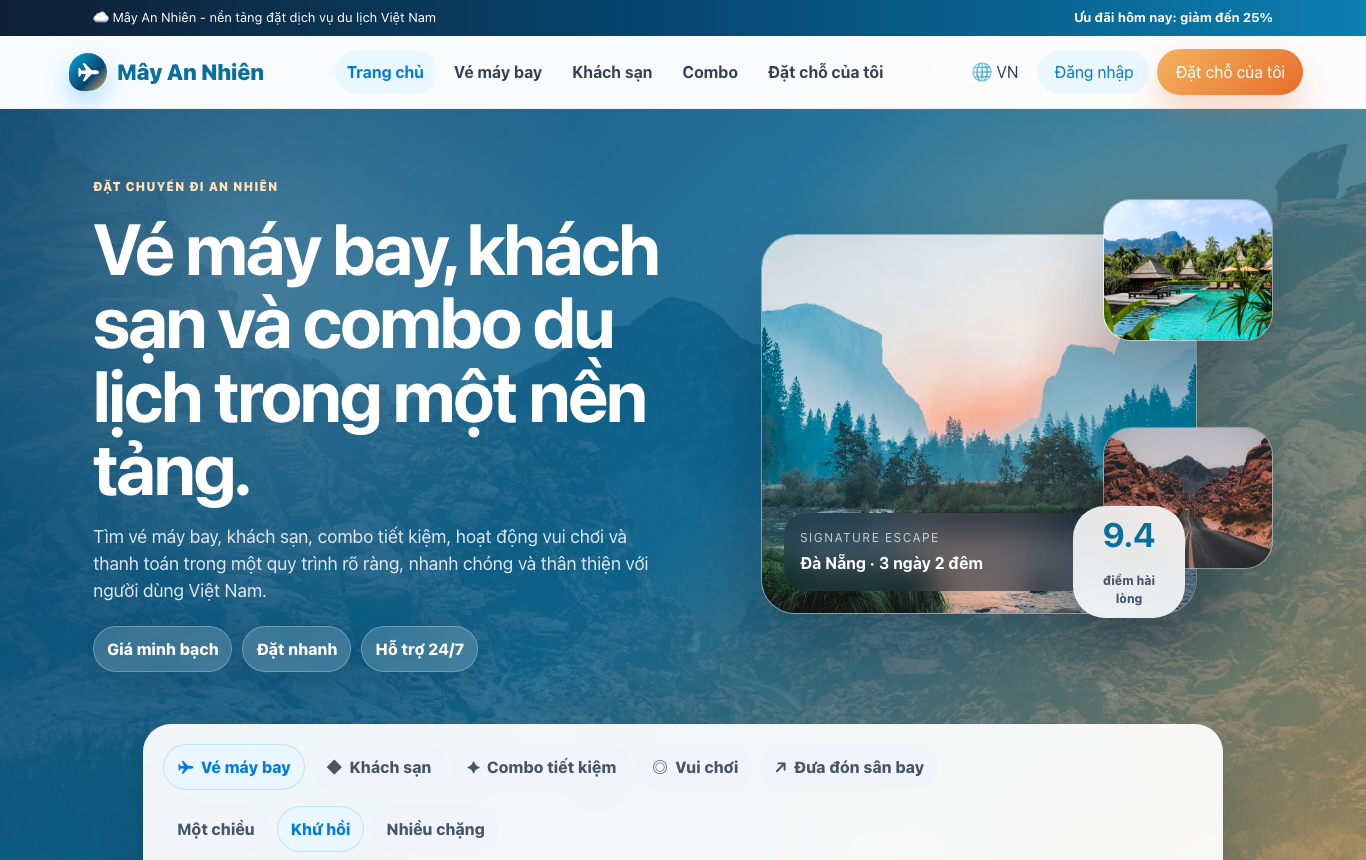 Mây An Nhiên - nền tảng đặt dịch vụ du lịch Việt Nam
Ưu đãi hôm nay: giảm đến 25%
Mây An Nhiên
Trang chủ
Vé máy bay
Khách sạn
Combo
Đặt chỗ của tôi
VN
Đăng nhập
Đặt chỗ của tôi
ĐẶT CHUYẾN ĐI AN NHIÊN
Vé máy bay, khách
sạn và combo du
lịch trong một nền
tảng.
Tìm vé máy bay, khách sạn, combo tiết kiệm, hoạt động vui chơi và
thanh toán trong một quy trình rõ ràng, nhanh chóng và thân thiện với
người dùng Việt Nam.
Giá minh bạch
Đặt nhanh
Hỗ trợ 24/7
SIGNATURE ESCAPE
Đà Nẵng · 3 ngày 2 đêm
9.4
điểm hài
lòng
Vé máy bay
Khách sạn
Combo tiết kiệm
Vui chơi
Đưa đón sân bay
Một chiều
Khứ hồi
Nhiều chặng